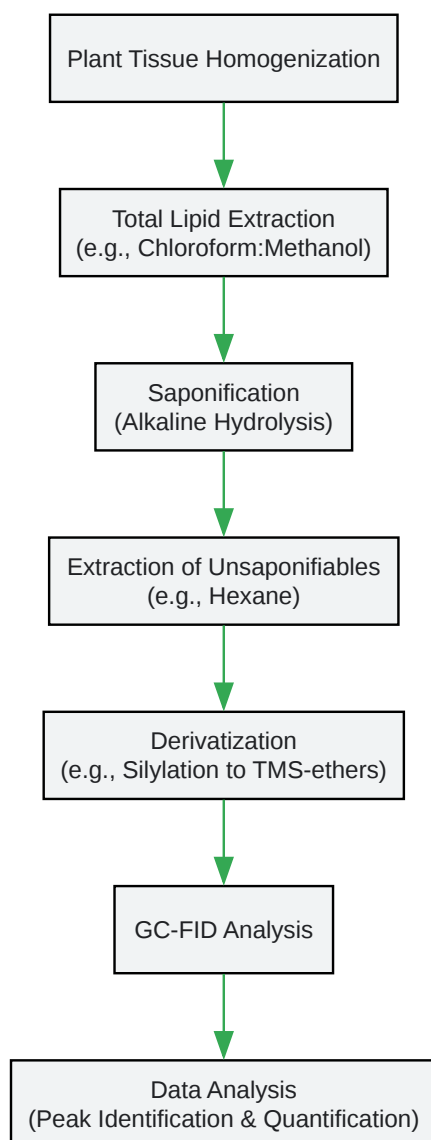 Plant Tissue Homogenization
Total Lipid Extraction
(e.g., Chloroform:Methanol)
Saponification
(Alkaline Hydrolysis)
Extraction of Unsaponifiables
(e.g., Hexane)
Derivatization
(e.g., Silylation to TMS-ethers)
GC-FID Analysis
Data Analysis
(Peak Identification & Quantification)